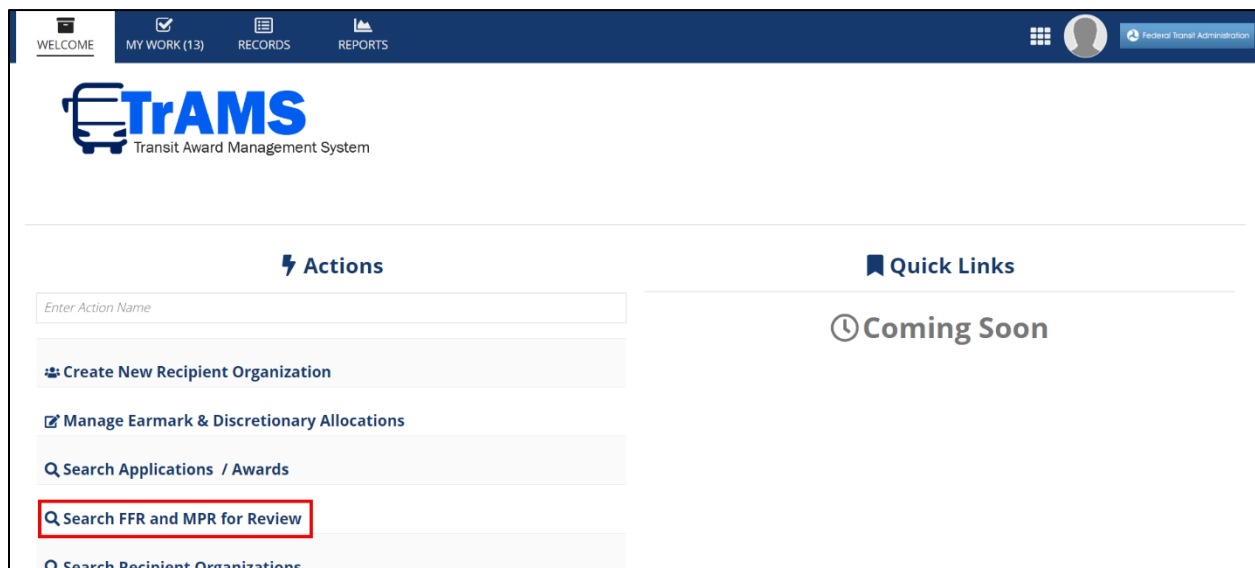 WELCOME
MY WORK (13)
RECORDS
REPORTS
Federal Transit Administration
TrAMS
Transit Award Management System
Actions
Quick Links
Enter Action Name
Coming Soon
Create New Recipient Organization
Manage Earmark & Discretionary Allocations
Search Applications / Awards
Search FFR and MPR for Review
Search Recipient Organizations